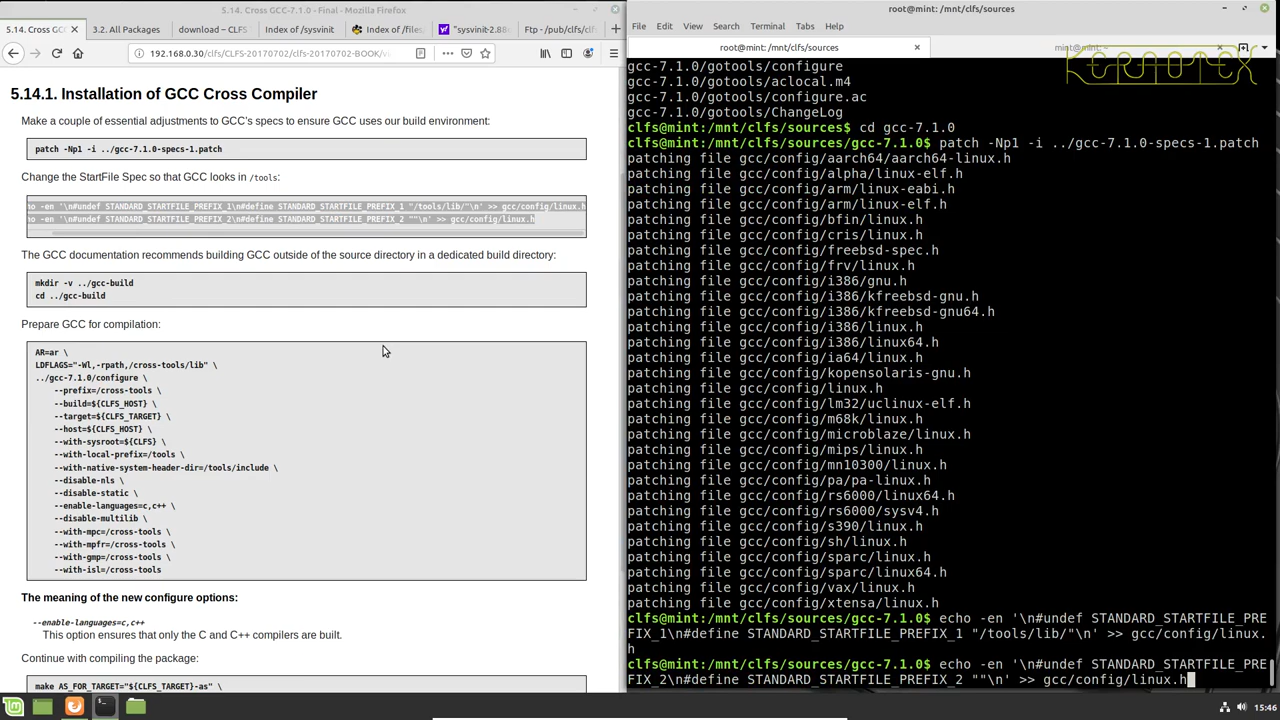 5.14. Cross GCC-7.1.0 - Final - Mozilla Firefox
5.14. Cross GCC
3.2. All Packages
download – CLFS
Index of /sysvinit
Index of /files
"sysvinit-2.88
Ftp - /pub/clfs/
192.168.0.30/clfs/CLFS-20170702/clfs-20170702-BOOK/
5.14.1. Installation of GCC Cross Compiler
Make a couple of essential adjustments to GCC's specs to ensure GCC uses our build environment:
patch -Np1 -i ../gcc-7.1.0-specs-1.patch
Change the StartFile Spec so that GCC looks in /tools:
ho -en '\n#undef STANDARD_STARTFILE_PREFIX_1\n#define STANDARD_STARTFILE_PREFIX_1 "/tools/lib/"\n' >> gcc/config/linux.h
ho -en '\n#undef STANDARD_STARTFILE_PREFIX_2\n#define STANDARD_STARTFILE_PREFIX_2 ""\n' >> gcc/config/linux.h
The GCC documentation recommends building GCC outside of the source directory in a dedicated build directory:
mkdir -v ../gcc-build
cd ../gcc-build
Prepare GCC for compilation:
AR=ar \
LDFLAGS="-Wl,-rpath,/cross-tools/lib" \
../gcc-7.1.0/configure \
--prefix=/cross-tools \
--build=${CLFS_HOST} \
--target=${CLFS_TARGET} \
--host=${CLFS_HOST} \
--with-sysroot=${CLFS} \
--with-local-prefix=/tools \
--with-native-system-header-dir=/tools/include \
--disable-nls \
--disable-static \
--enable-languages=c,c++ \
--disable-multilib \
--with-mpc=/cross-tools \
--with-mpfr=/cross-tools \
--with-gmp=/cross-tools \
--with-isl=/cross-tools
The meaning of the new configure options:
--enable-languages=c,c++
This option ensures that only the C and C++ compilers are built.
Continue with compiling the package:
make AS_FOR_TARGET="${CLFS_TARGET}-as" \
root@mint: /mnt/clfs/sources
File Edit View Search Terminal Tabs Help
root@mint: /mnt/clfs/sources
root@mint: ~
KERNOTEX
gcc-7.1.0/gotools/configure
gcc-7.1.0/gotools/aclocal.m4
gcc-7.1.0/gotools/configure.ac
gcc-7.1.0/gotools/ChangeLog
clfs@mint:/mnt/clfs/sources$ cd gcc-7.1.0
clfs@mint:/mnt/clfs/sources/gcc-7.1.0$ patch -Np1 -i ../gcc-7.1.0-specs-1.patch
patching file gcc/config/aarch64/aarch64-linux.h
patching file gcc/config/alpha/linux-elf.h
patching file gcc/config/arm/linux-eabi.h
patching file gcc/config/arm/linux-elf.h
patching file gcc/config/bfin/linux.h
patching file gcc/config/cris/linux.h
patching file gcc/config/freebsd-spec.h
patching file gcc/config/frv/linux.h
patching file gcc/config/i386/gnu.h
patching file gcc/config/i386/kfreebsd-gnu.h
patching file gcc/config/i386/kfreebsd-gnu64.h
patching file gcc/config/i386/linux.h
patching file gcc/config/i386/linux64.h
patching file gcc/config/ia64/linux.h
patching file gcc/config/kopensolaris-gnu.h
patching file gcc/config/linux.h
patching file gcc/config/lm32/uclinux-elf.h
patching file gcc/config/m68k/linux.h
patching file gcc/config/microblaze/linux.h
patching file gcc/config/mips/linux.h
patching file gcc/config/mn10300/linux.h
patching file gcc/config/pa/pa-linux.h
patching file gcc/config/rs6000/linux64.h
patching file gcc/config/rs6000/sysv4.h
patching file gcc/config/s390/linux.h
patching file gcc/config/sh/linux.h
patching file gcc/config/sparc/linux.h
patching file gcc/config/sparc/linux64.h
patching file gcc/config/vax/linux.h
patching file gcc/config/xtensa/linux.h
clfs@mint:/mnt/clfs/sources/gcc-7.1.0$ echo -en '\n#undef STANDARD_STARTFILE_PRE
FIX_1\n#define STANDARD_STARTFILE_PREFIX_1 "/tools/lib/"\n' >> gcc/config/linux.
h
clfs@mint:/mnt/clfs/sources/gcc-7.1.0$ echo -en '\n#undef STANDARD_STARTFILE_PRE
FIX_2\n#define STANDARD_STARTFILE_PREFIX_2 ""\n' >> gcc/config/linux.h
15:46